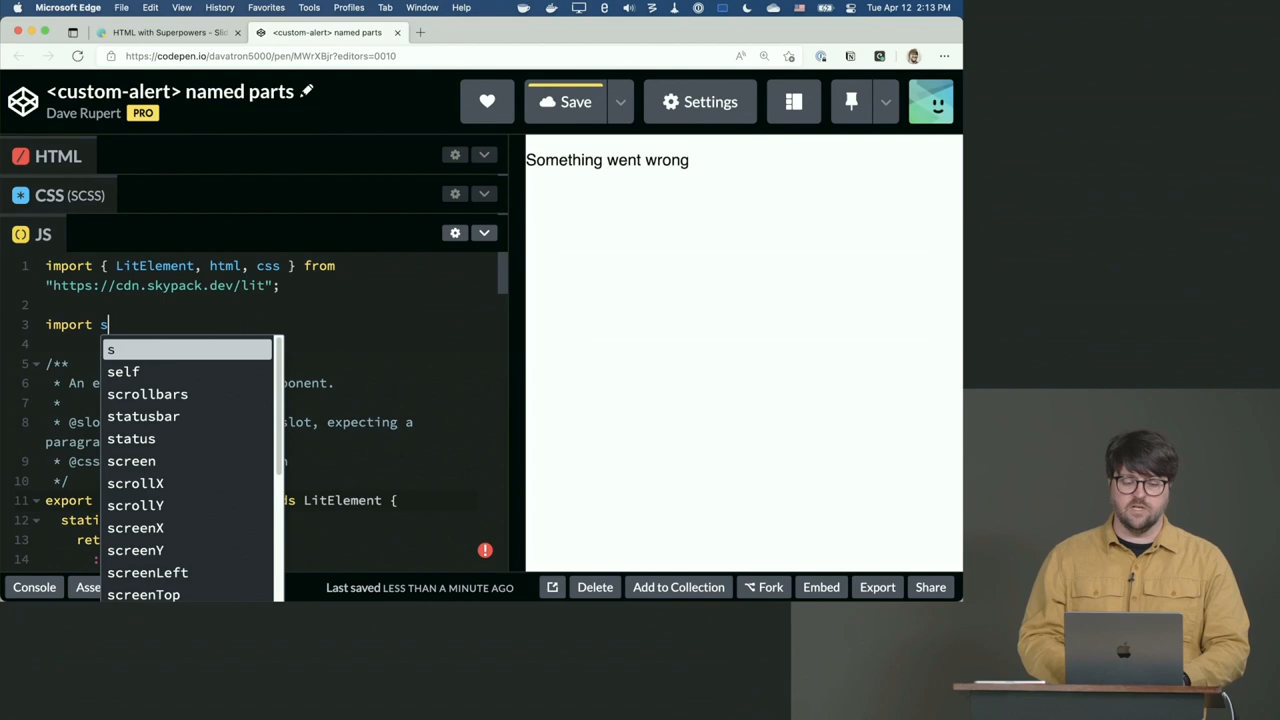 Microsoft Edge File Edit View History Favorites Tools Profiles Tab Window Help Tue Apr 12 2:13 PM
HTML with Superpowers - Slid
<custom-alert> named parts
https://codepen.io/davatron5000/pen/MWrXBjr?editors=0010
<custom-alert> named parts
Dave Rupert PRO
Save
Settings
HTML
CSS (SCSS)
JS
1 import { LitElement, html, css } from
"https://cdn.skypack.dev/lit";
2
3 import s
4
5 /**
6 * An e ponent.
7 *
8 * @slo slot, expecting a
paragra
9 * @css n
10 */
11 export ds LitElement {
12 stati
13 ret
14 :
s
self
scrollbars
statusbar
status
screen
scrollX
scrollY
screenX
screenY
screenLeft
screenTop
Something went wrong
Console Asse Last saved LESS THAN A MINUTE AGO Delete Add to Collection Fork Embed Export Share